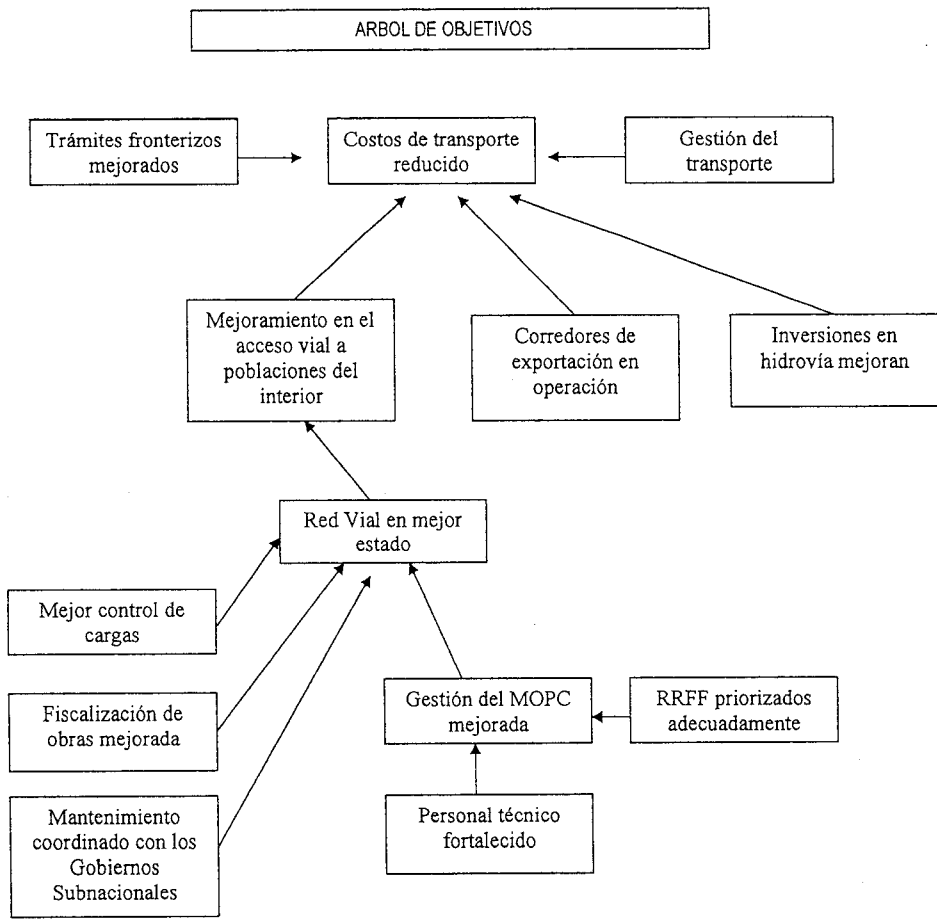 ARBOL DE OBJETIVOS
Trámites fronterizos
mejorados
Costos de transporte
reducido
Gestión del
transporte
Mejoramiento en el
acceso vial a
poblaciones del
interior
Corredores de
exportación en
operación
Inversiones en
hidrovía mejoran
Red Vial en mejor
estado
Mejor control de
cargas
Fiscalización de
obras mejorada
Gestión del MOPC
mejorada
RRFF priorizados
adecuadamente
Mantenimiento
coordinado con los
Gobiernos
Subnacionales
Personal técnico
fortalecido